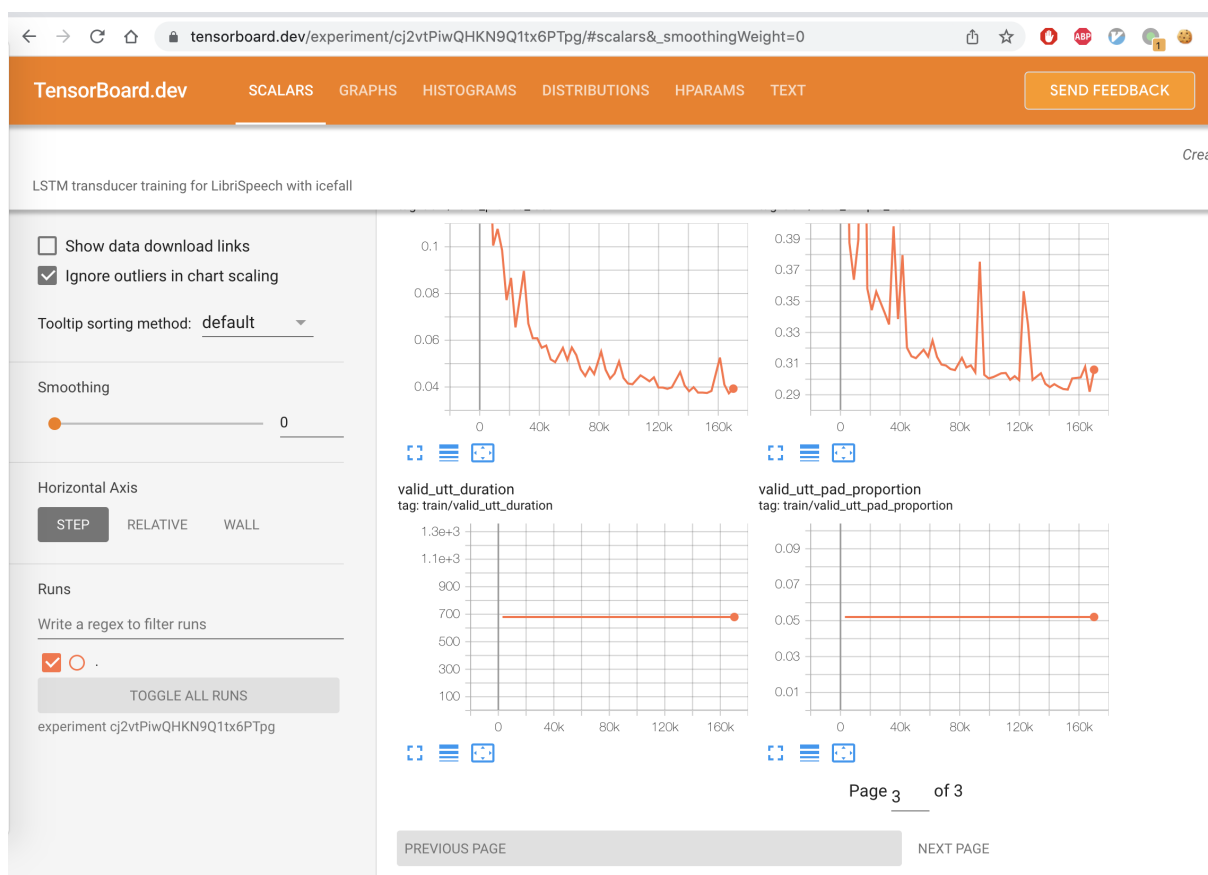 tensorboard.dev/experiment/cj2vtPiwQHKN9Q1tx6PTpg/#scalars&_smoothingWeight=0
ABP
1
TensorBoard.dev
SCALARS
GRAPHS
HISTOGRAMS
DISTRIBUTIONS
HPARAMS
TEXT
SEND FEEDBACK
Crea
LSTM transducer training for LibriSpeech with icefall
Show data download links
Ignore outliers in chart scaling
Tooltip sorting method: default
Smoothing
0
Horizontal Axis
STEP
RELATIVE
WALL
Runs
Write a regex to filter runs
.
TOGGLE ALL RUNS
experiment cj2vtPiwQHKN9Q1tx6PTpg
0.1
0.08
0.06
0.04
0 40k 80k 120k 160k
0.39
0.37
0.35
0.33
0.31
0.29
0 40k 80k 120k 160k
valid_utt_duration
tag: train/valid_utt_duration
1.3e+3
1.1e+3
900
700
500
300
100
0 40k 80k 120k 160k
valid_utt_pad_proportion
tag: train/valid_utt_pad_proportion
0.09
0.07
0.05
0.03
0.01
0 40k 80k 120k 160k
Page 3 of 3
PREVIOUS PAGE
NEXT PAGE